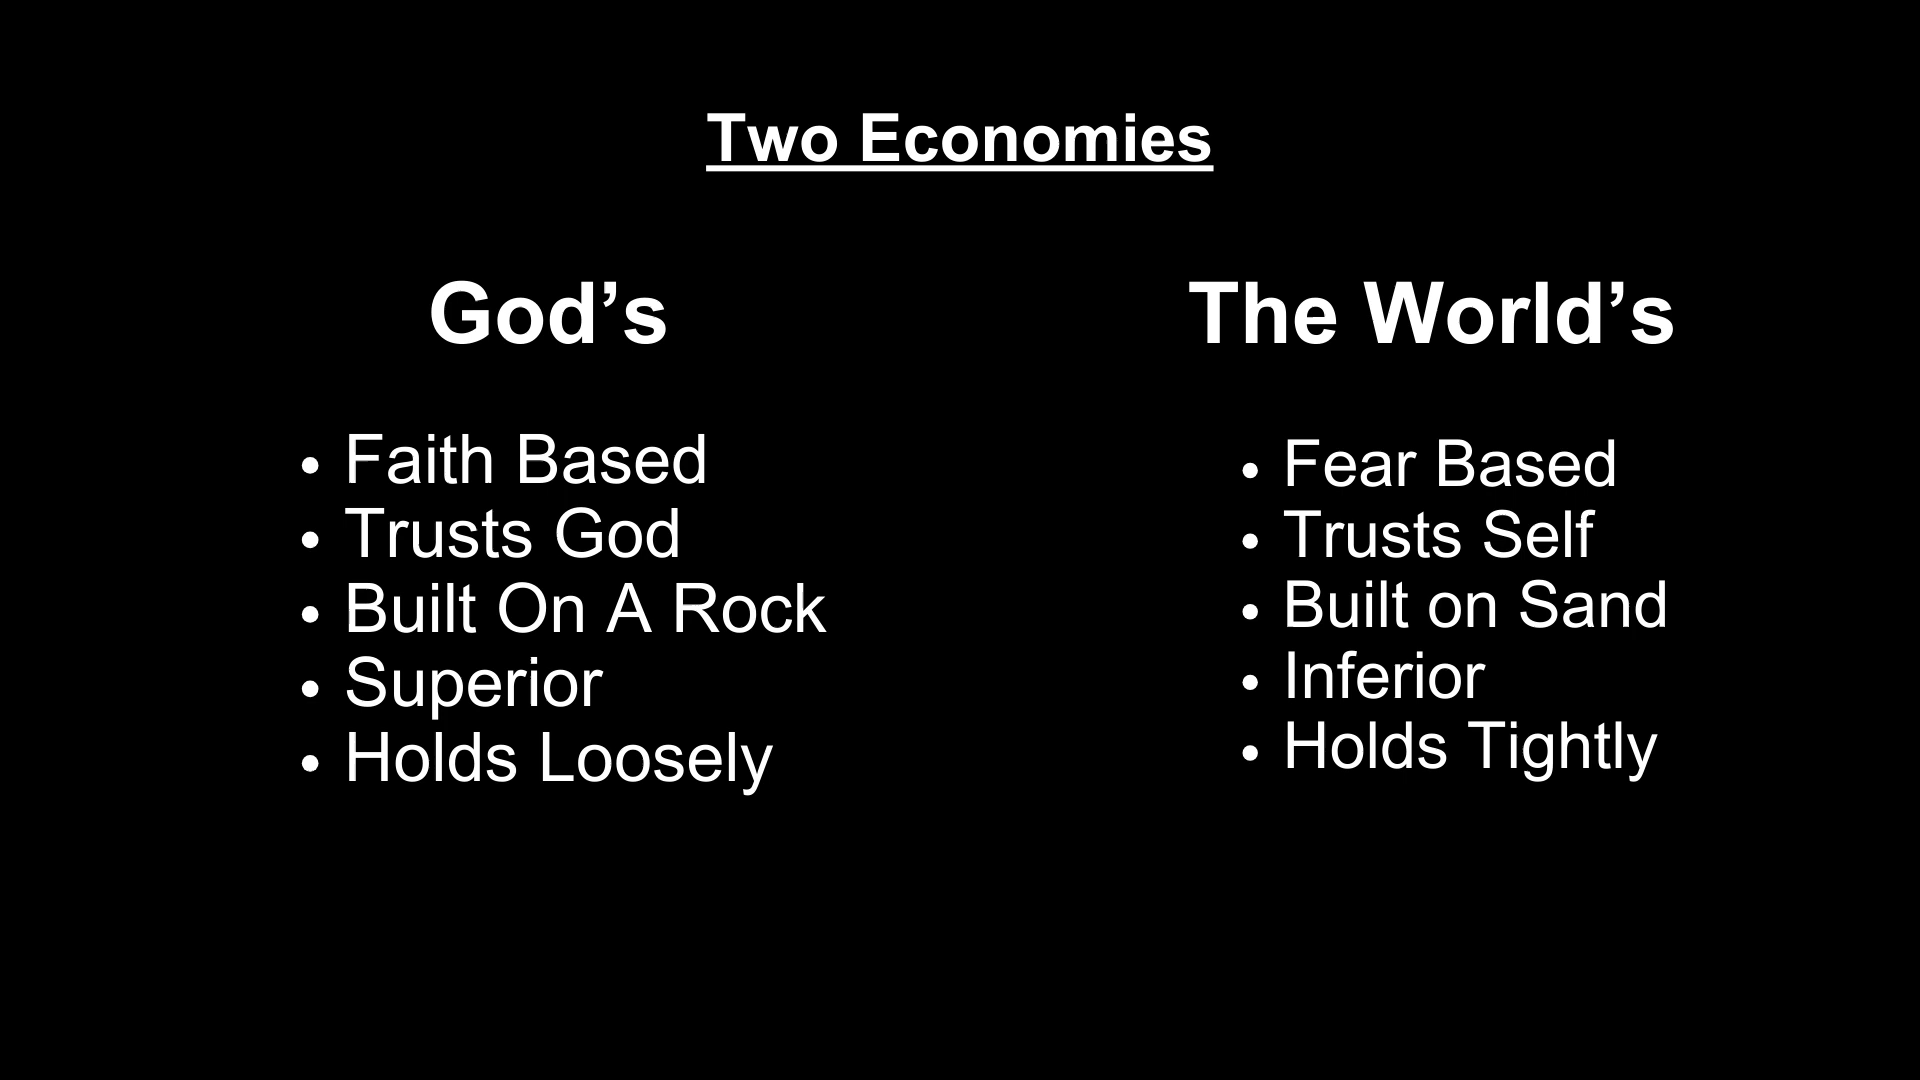 Two Economies
God’s
• Faith Based
• Trusts God
• Built On A Rock
• Superior
• Holds Loosely
The World’s
• Fear Based
• Trusts Self
• Built on Sand
• Inferior
• Holds Tightly